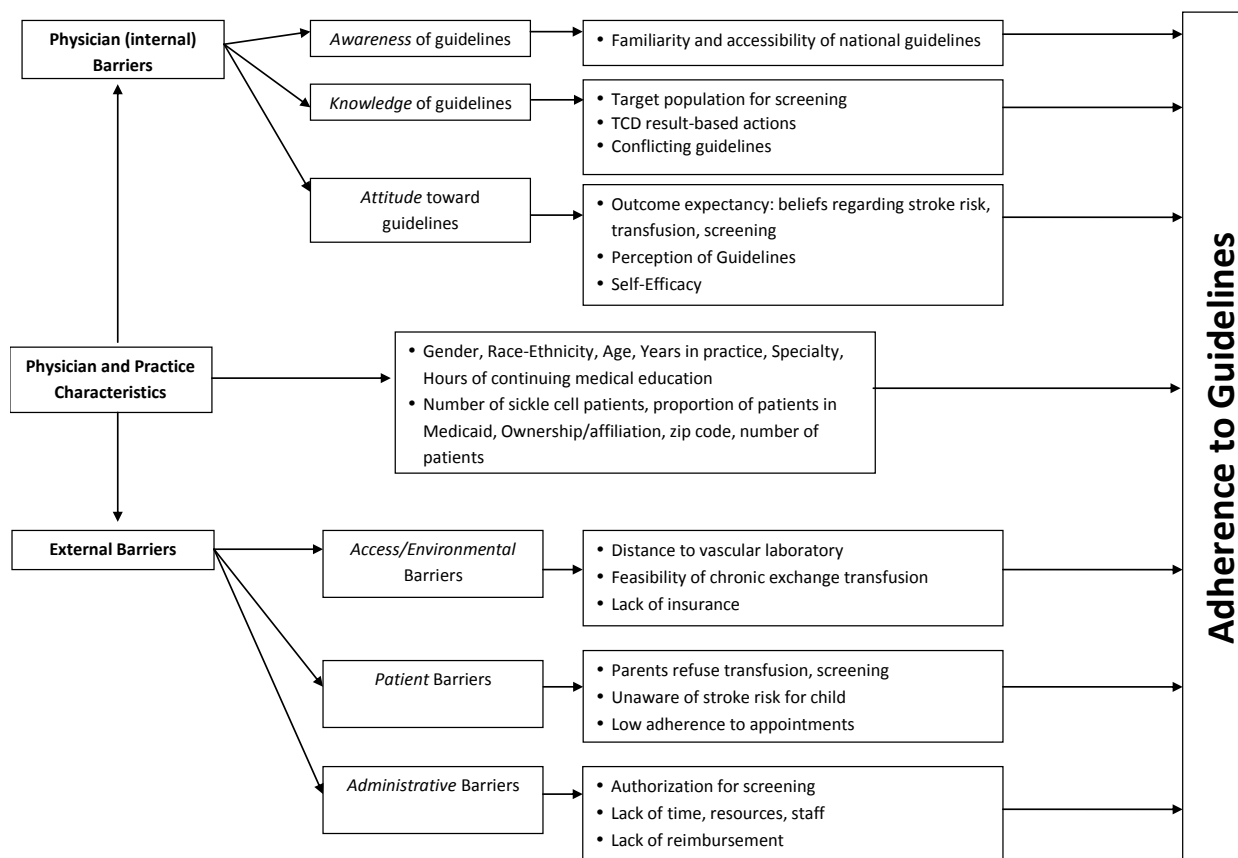 Physician (internal)
Barriers
Awareness of guidelines
• Familiarity and accessibility of national guidelines
Knowledge of guidelines
• Target population for screening
• TCD result-based actions
• Conflicting guidelines
Attitude toward
guidelines
• Outcome expectancy: beliefs regarding stroke risk,
transfusion, screening
• Perception of Guidelines
• Self-Efficacy
Physician and Practice
Characteristics
• Gender, Race-Ethnicity, Age, Years in practice, Specialty,
Hours of continuing medical education
• Number of sickle cell patients, proportion of patients in
Medicaid, Ownership/affiliation, zip code, number of
patients
External Barriers
Access/Environmental
Barriers
• Distance to vascular laboratory
• Feasibility of chronic exchange transfusion
• Lack of insurance
Patient Barriers
• Parents refuse transfusion, screening
• Unaware of stroke risk for child
• Low adherence to appointments
Administrative Barriers
• Authorization for screening
• Lack of time, resources, staff
• Lack of reimbursement
Adherence to Guidelines